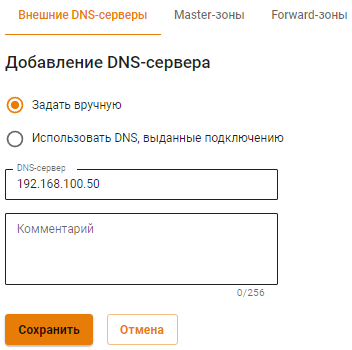 Внешние DNS-серверы Master-зоны Forward-зоны
Добавление DNS-сервера
Задать вручную
Использовать DNS, выданные подключению
DNS-сервер
192.168.100.50
Комментарий
0/256
Сохранить Отмена